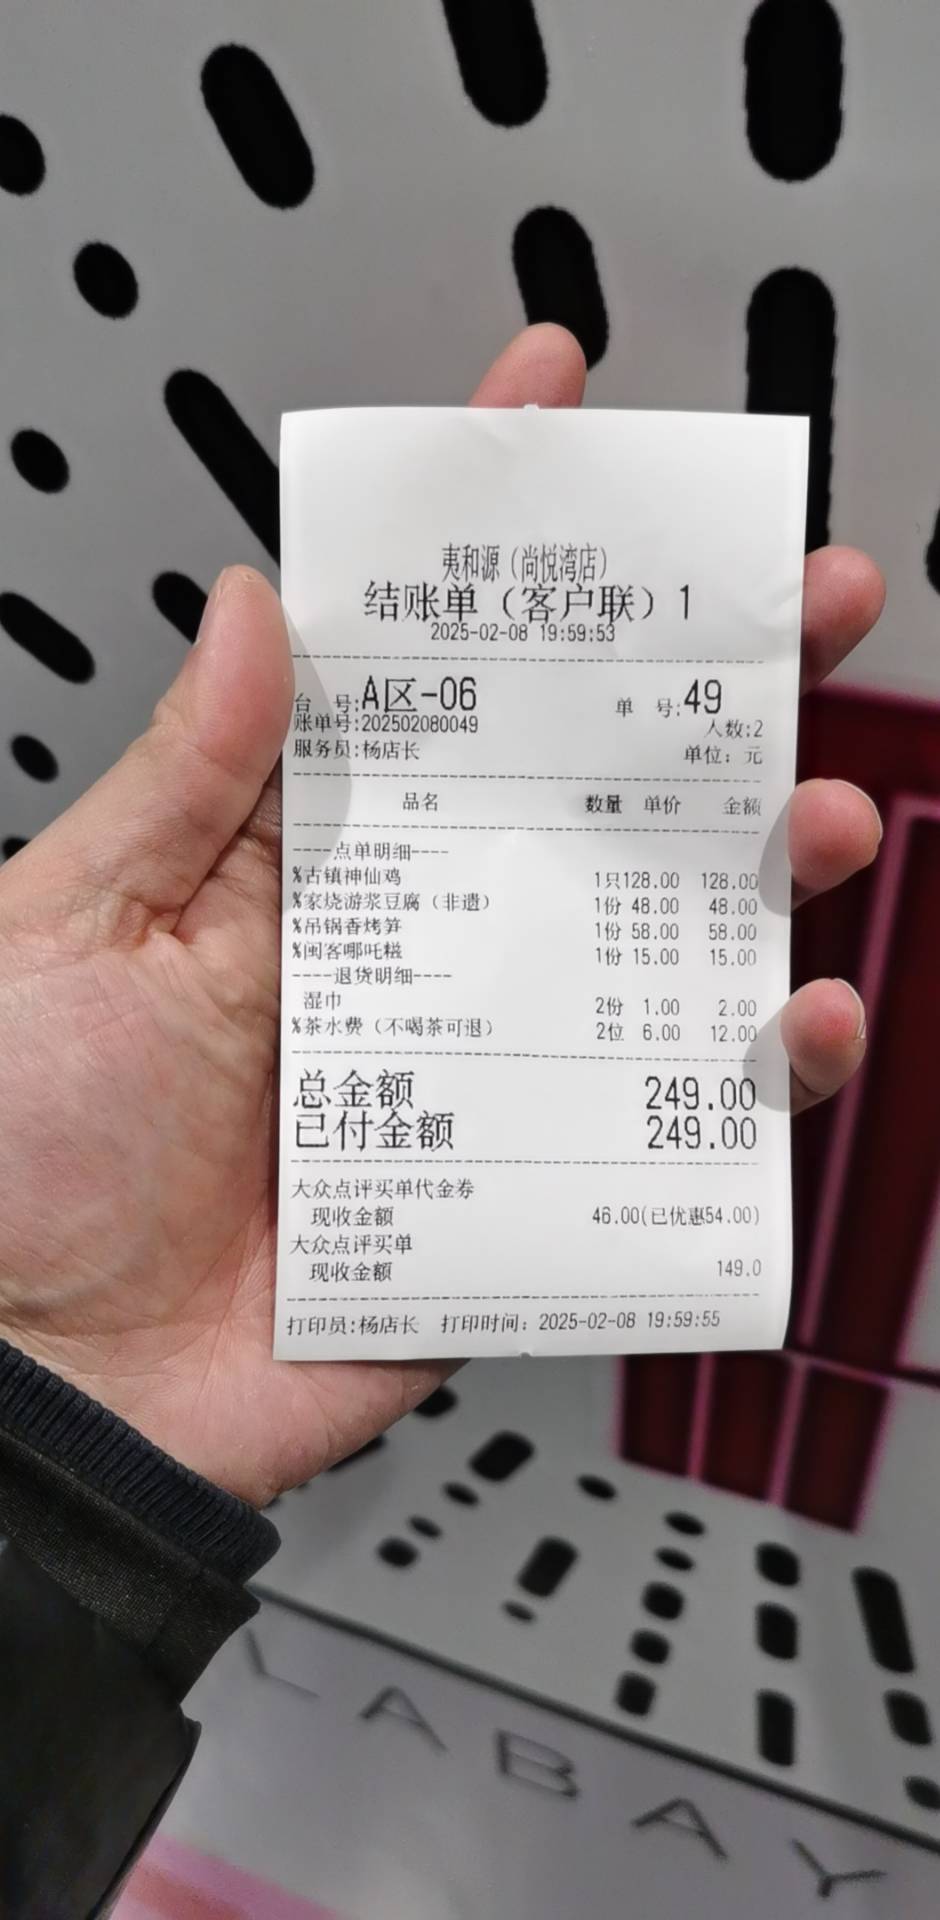 夷和源（尚悦湾店）
结账单（客户联）1
2025-02-08 19:59:53
台 号:A区-06 单 号:49
账单号:202502080049 人数:2
服务员:杨店长 单位：元
品名 数量 单价 金额
----点单明细----
%古镇神仙鸡 1只128.00 128.00
%家烧游浆豆腐（非遗） 1份 48.00 48.00
%吊锅香烤笋 1份 58.00 58.00
%闽客哪吒糍 1份 15.00 15.00
----退货明细----
湿巾 2份 1.00 2.00
%茶水费（不喝茶可退） 2位 6.00 12.00
总金额 249.00
已付金额 249.00
大众点评买单代金券
现收金额 46.00(已优惠54.00)
大众点评买单
现收金额 149.0
打印员:杨店长 打印时间：2025-02-08 19:59:55
LABAY